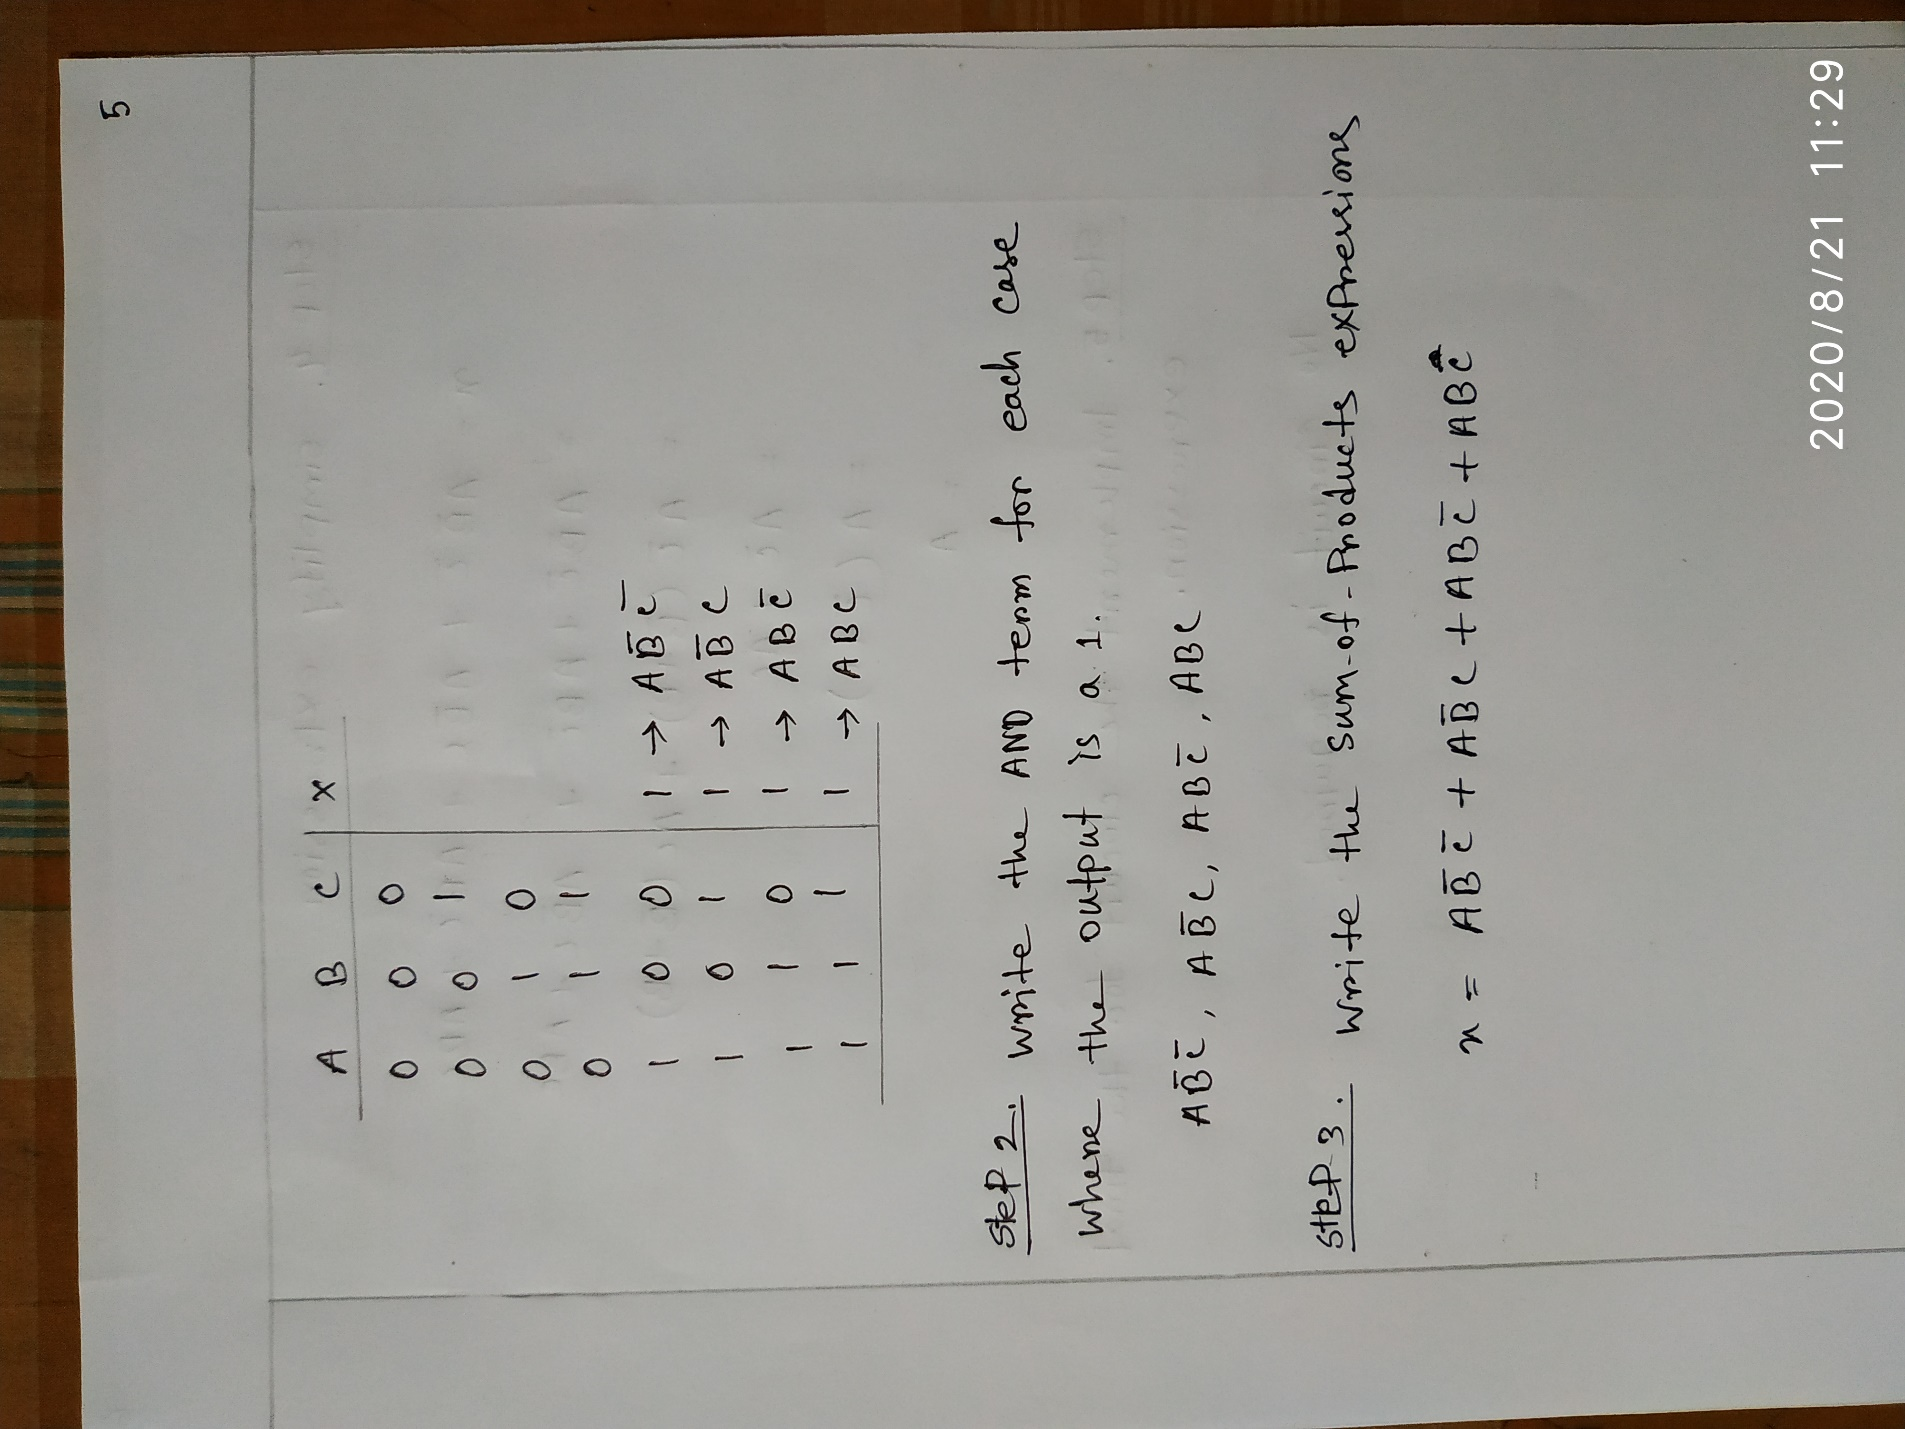 5
A B C X
0 0 0
0 0 1
0 1 0
0 1 1
1 0 0 1 → AB̅C̅
1 0 1 1 → AB̅C
1 1 0 1 → ABC̅
1 1 1 1 → ABC
Step 2. Write the AND term for each case
where the output is a 1.
AB̅C̅, AB̅C, ABC̅, ABC
Step 3. Write the Sum-of-Products expressions
x = AB̅C̅ + AB̅C + ABC̅ + ABC
2020/8/21 11:29